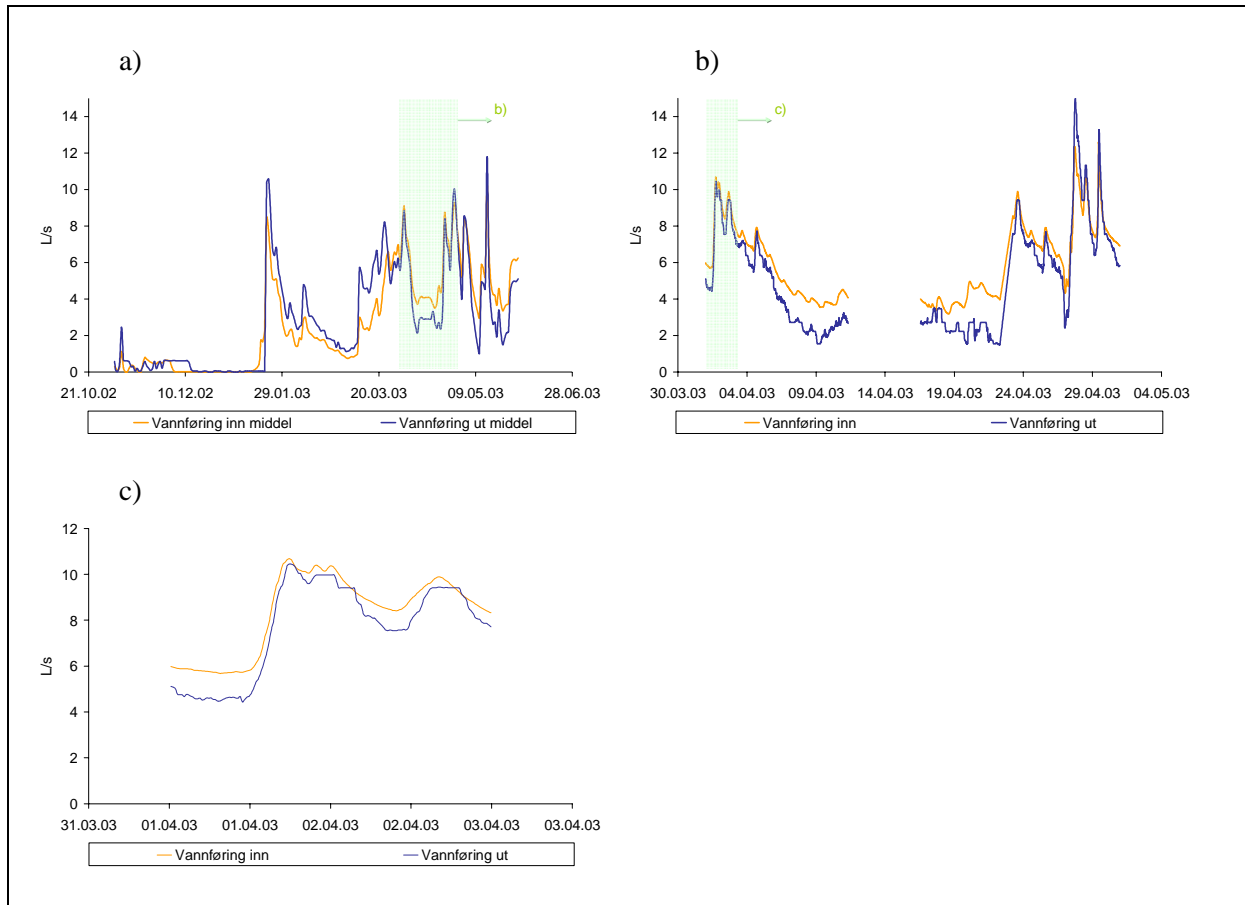 a)
b)
14
12
10
8
6
4
2
0
L/s
21.10.02 10.12.02 29.01.03 20.03.03 09.05.03 28.06.03
Vannføring inn middel Vannføring ut middel
b)
c)
14
12
10
8
6
4
2
0
L/s
30.03.03 04.04.03 09.04.03 14.04.03 19.04.03 24.04.03 29.04.03 04.05.03
Vannføring inn Vannføring ut
c)
12
10
8
6
4
2
0
L/s
31.03.03 01.04.03 01.04.03 02.04.03 02.04.03 03.04.03 03.04.03
Vannføring inn Vannføring ut